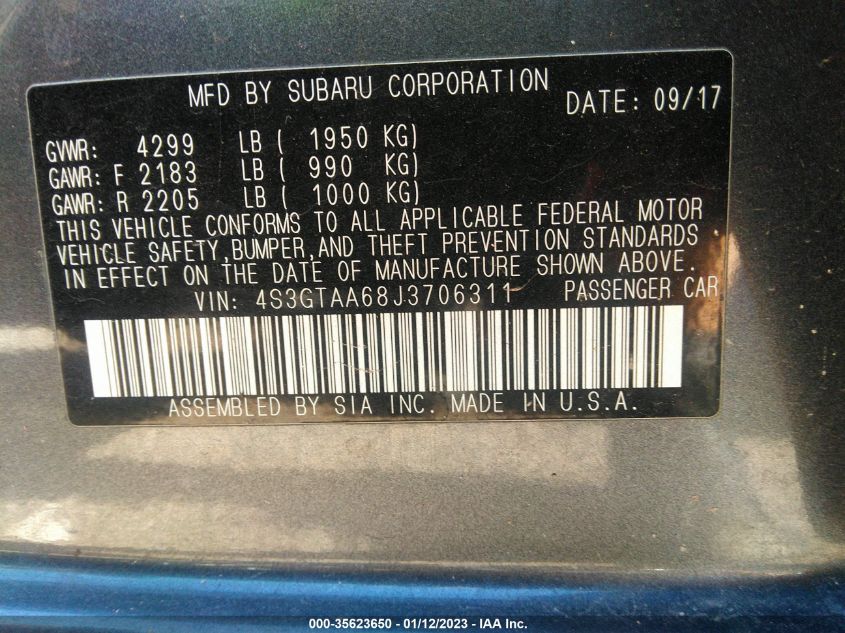 MFD BY SUBARU CORPORATION DATE: 09/17
GVWR: 4299 LB ( 1950 KG)
GAWR: F 2183 LB ( 990 KG)
GAWR: R 2205 LB ( 1000 KG)
THIS VEHICLE CONFORMS TO ALL APPLICABLE FEDERAL MOTOR
VEHICLE SAFETY,BUMPER,AND THEFT PREVENTION STANDARDS
IN EFFECT ON THE DATE OF MANUFACTURE SHOWN ABOVE.
VIN: 4S3GTAA68J3706311 PASSENGER CAR
ASSEMBLED BY SIA INC. MADE IN U.S.A.
000-35623650 - 01/12/2023 - IAA Inc.